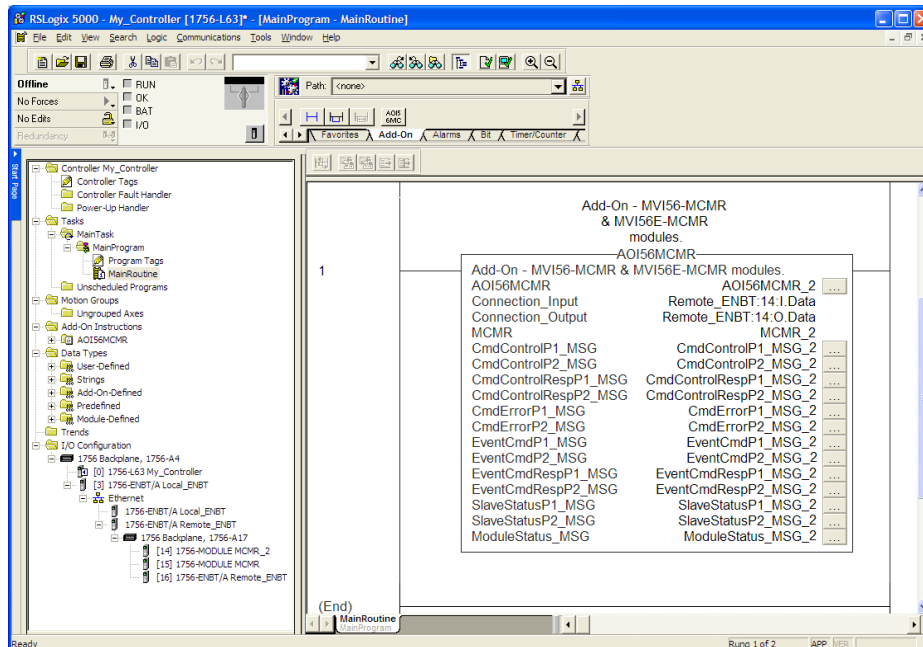 RSLogix 5000 - My_Controller [1756-L63]* - [MainProgram - MainRoutine]
File Edit View Search Logic Communications Tools Window Help
Offline
RUN
No Forces
OK
No Edits
BAT
Redundancy
I/O
Path: <none>
AOI5
6MC
Favorites Add-On Alarms Bit Timer/Counter
Start Page
Controller My_Controller
Controller Tags
Controller Fault Handler
Power-Up Handler
Tasks
MainTask
MainProgram
Program Tags
MainRoutine
Unscheduled Programs
Motion Groups
Ungrouped Axes
Add-On Instructions
AOI56MCMR
Data Types
User-Defined
Strings
Add-On-Defined
Predefined
Module-Defined
Trends
I/O Configuration
1756 Backplane, 1756-A4
[0] 1756-L63 My_Controller
[3] 1756-ENBT/A Local_ENBT
Ethernet
1756-ENBT/A Local_ENBT
1756-ENBT/A Remote_ENBT
1756 Backplane, 1756-A17
[14] 1756-MODULE MCMR_2
[15] 1756-MODULE MCMR
[16] 1756-ENBT/A Remote_ENBT
Add-On - MVI56-MCMR
& MVI56E-MCMR
modules.
AOI56MCMR
1
Add-On - MVI56-MCMR & MVI56E-MCMR modules.
AOI56MCMR AOI56MCMR_2 ...
Connection_Input Remote_ENBT:14:I.Data
Connection_Output Remote_ENBT:14:O.Data
MCMR MCMR_2
CmdControlP1_MSG CmdControlP1_MSG_2 ...
CmdControlP2_MSG CmdControlP2_MSG_2 ...
CmdControlRespP1_MSG CmdControlRespP1_MSG_2 ...
CmdControlRespP2_MSG CmdControlRespP2_MSG_2 ...
CmdErrorP1_MSG CmdErrorP1_MSG_2 ...
CmdErrorP2_MSG CmdErrorP2_MSG_2 ...
EventCmdP1_MSG EventCmdP1_MSG_2 ...
EventCmdP2_MSG EventCmdP2_MSG_2 ...
EventCmdRespP1_MSG EventCmdRespP1_MSG_2 ...
EventCmdRespP2_MSG EventCmdRespP2_MSG_2 ...
SlaveStatusP1_MSG SlaveStatusP1_MSG_2 ...
SlaveStatusP2_MSG SlaveStatusP2_MSG_2 ...
ModuleStatus_MSG ModuleStatus_MSG_2 ...
(End)
MainRoutine
MainProgram
Ready
Rung 1 of 2 APP VER